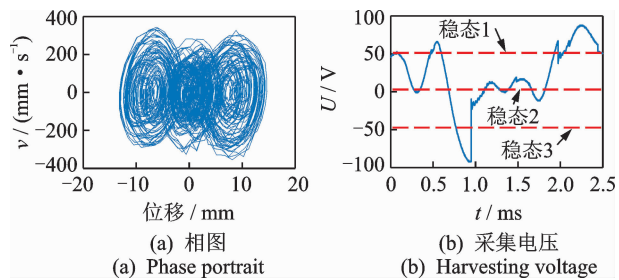 400
200
0
−200
−400
v / (mm • s⁻¹)
−20 −10 0 10 20
位移 / mm
(a) 相图
(a) Phase portrait
100
50
0
−50
−100
U / V
稳态1
稳态2
稳态3
0 0.5 1.0 1.5 2.0 2.5
t / ms
(b) 采集电压
(b) Harvesting voltage